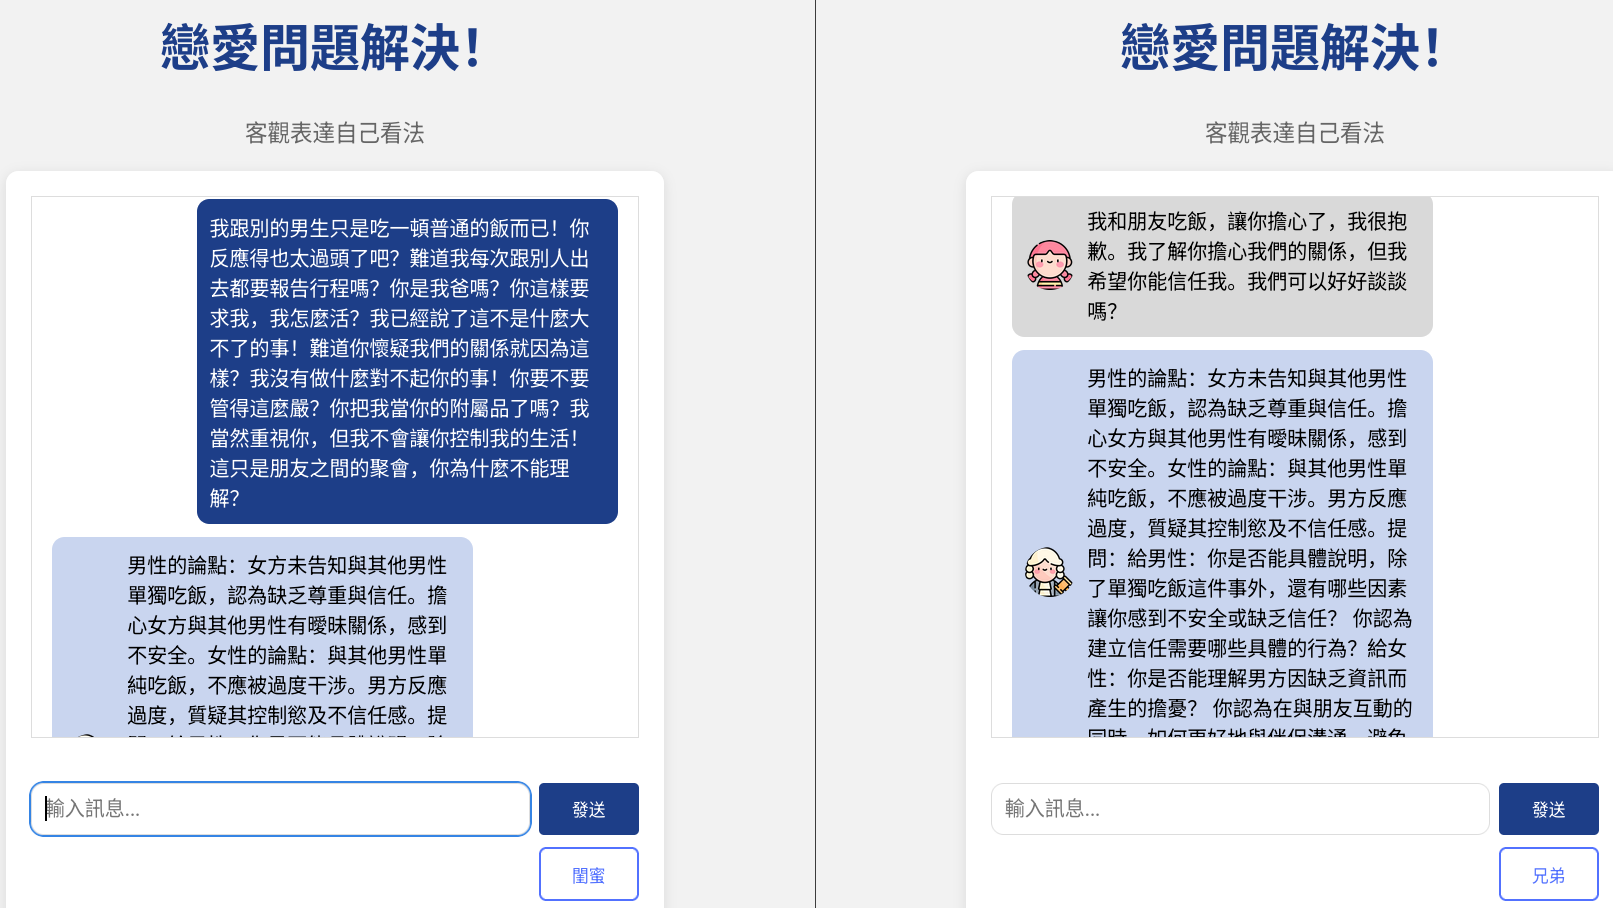 戀愛問題解決！
客觀表達自己看法
我跟別的男生只是吃一頓普通的飯而已！你
反應得也太過頭了吧？難道我每次跟別人出
去都要報告行程嗎？你是我爸嗎？你這樣要
求我，我怎麼活？我已經說了這不是什麼大
不了的事！難道你懷疑我們的關係就因為這
樣？我沒有做什麼對不起你的事！你要不要
管得這麼嚴？你把我當你的附屬品了嗎？我
當然重視你，但我不會讓你控制我的生活！
這只是朋友之間的聚會，你為什麼不能理
解？
男性的論點：女方未告知與其他男性
單獨吃飯，認為缺乏尊重與信任。擔
心女方與其他男性有曖昧關係，感到
不安全。女性的論點：與其他男性單
純吃飯，不應被過度干涉。男方反應
過度，質疑其控制慾及不信任感。提
輸入訊息...
發送
閨蜜
戀愛問題解決！
客觀表達自己看法
我和朋友吃飯，讓你擔心了，我很抱
歉。我了解你擔心我們的關係，但我
希望你能信任我。我們可以好好談談
嗎？
男性的論點：女方未告知與其他男性
單獨吃飯，認為缺乏尊重與信任。擔
心女方與其他男性有曖昧關係，感到
不安全。女性的論點：與其他男性單
純吃飯，不應被過度干涉。男方反應
過度，質疑其控制慾及不信任感。提
問：給男性：你是否能具體說明，除
了單獨吃飯這件事外，還有哪些因素
讓你感到不安全或缺乏信任？ 你認為
建立信任需要哪些具體的行為？給女
性：你是否能理解男方因缺乏資訊而
產生的擔憂？ 你認為在與朋友互動的
同時，如何更好地與伴侶溝通，避免
輸入訊息...
發送
兄弟